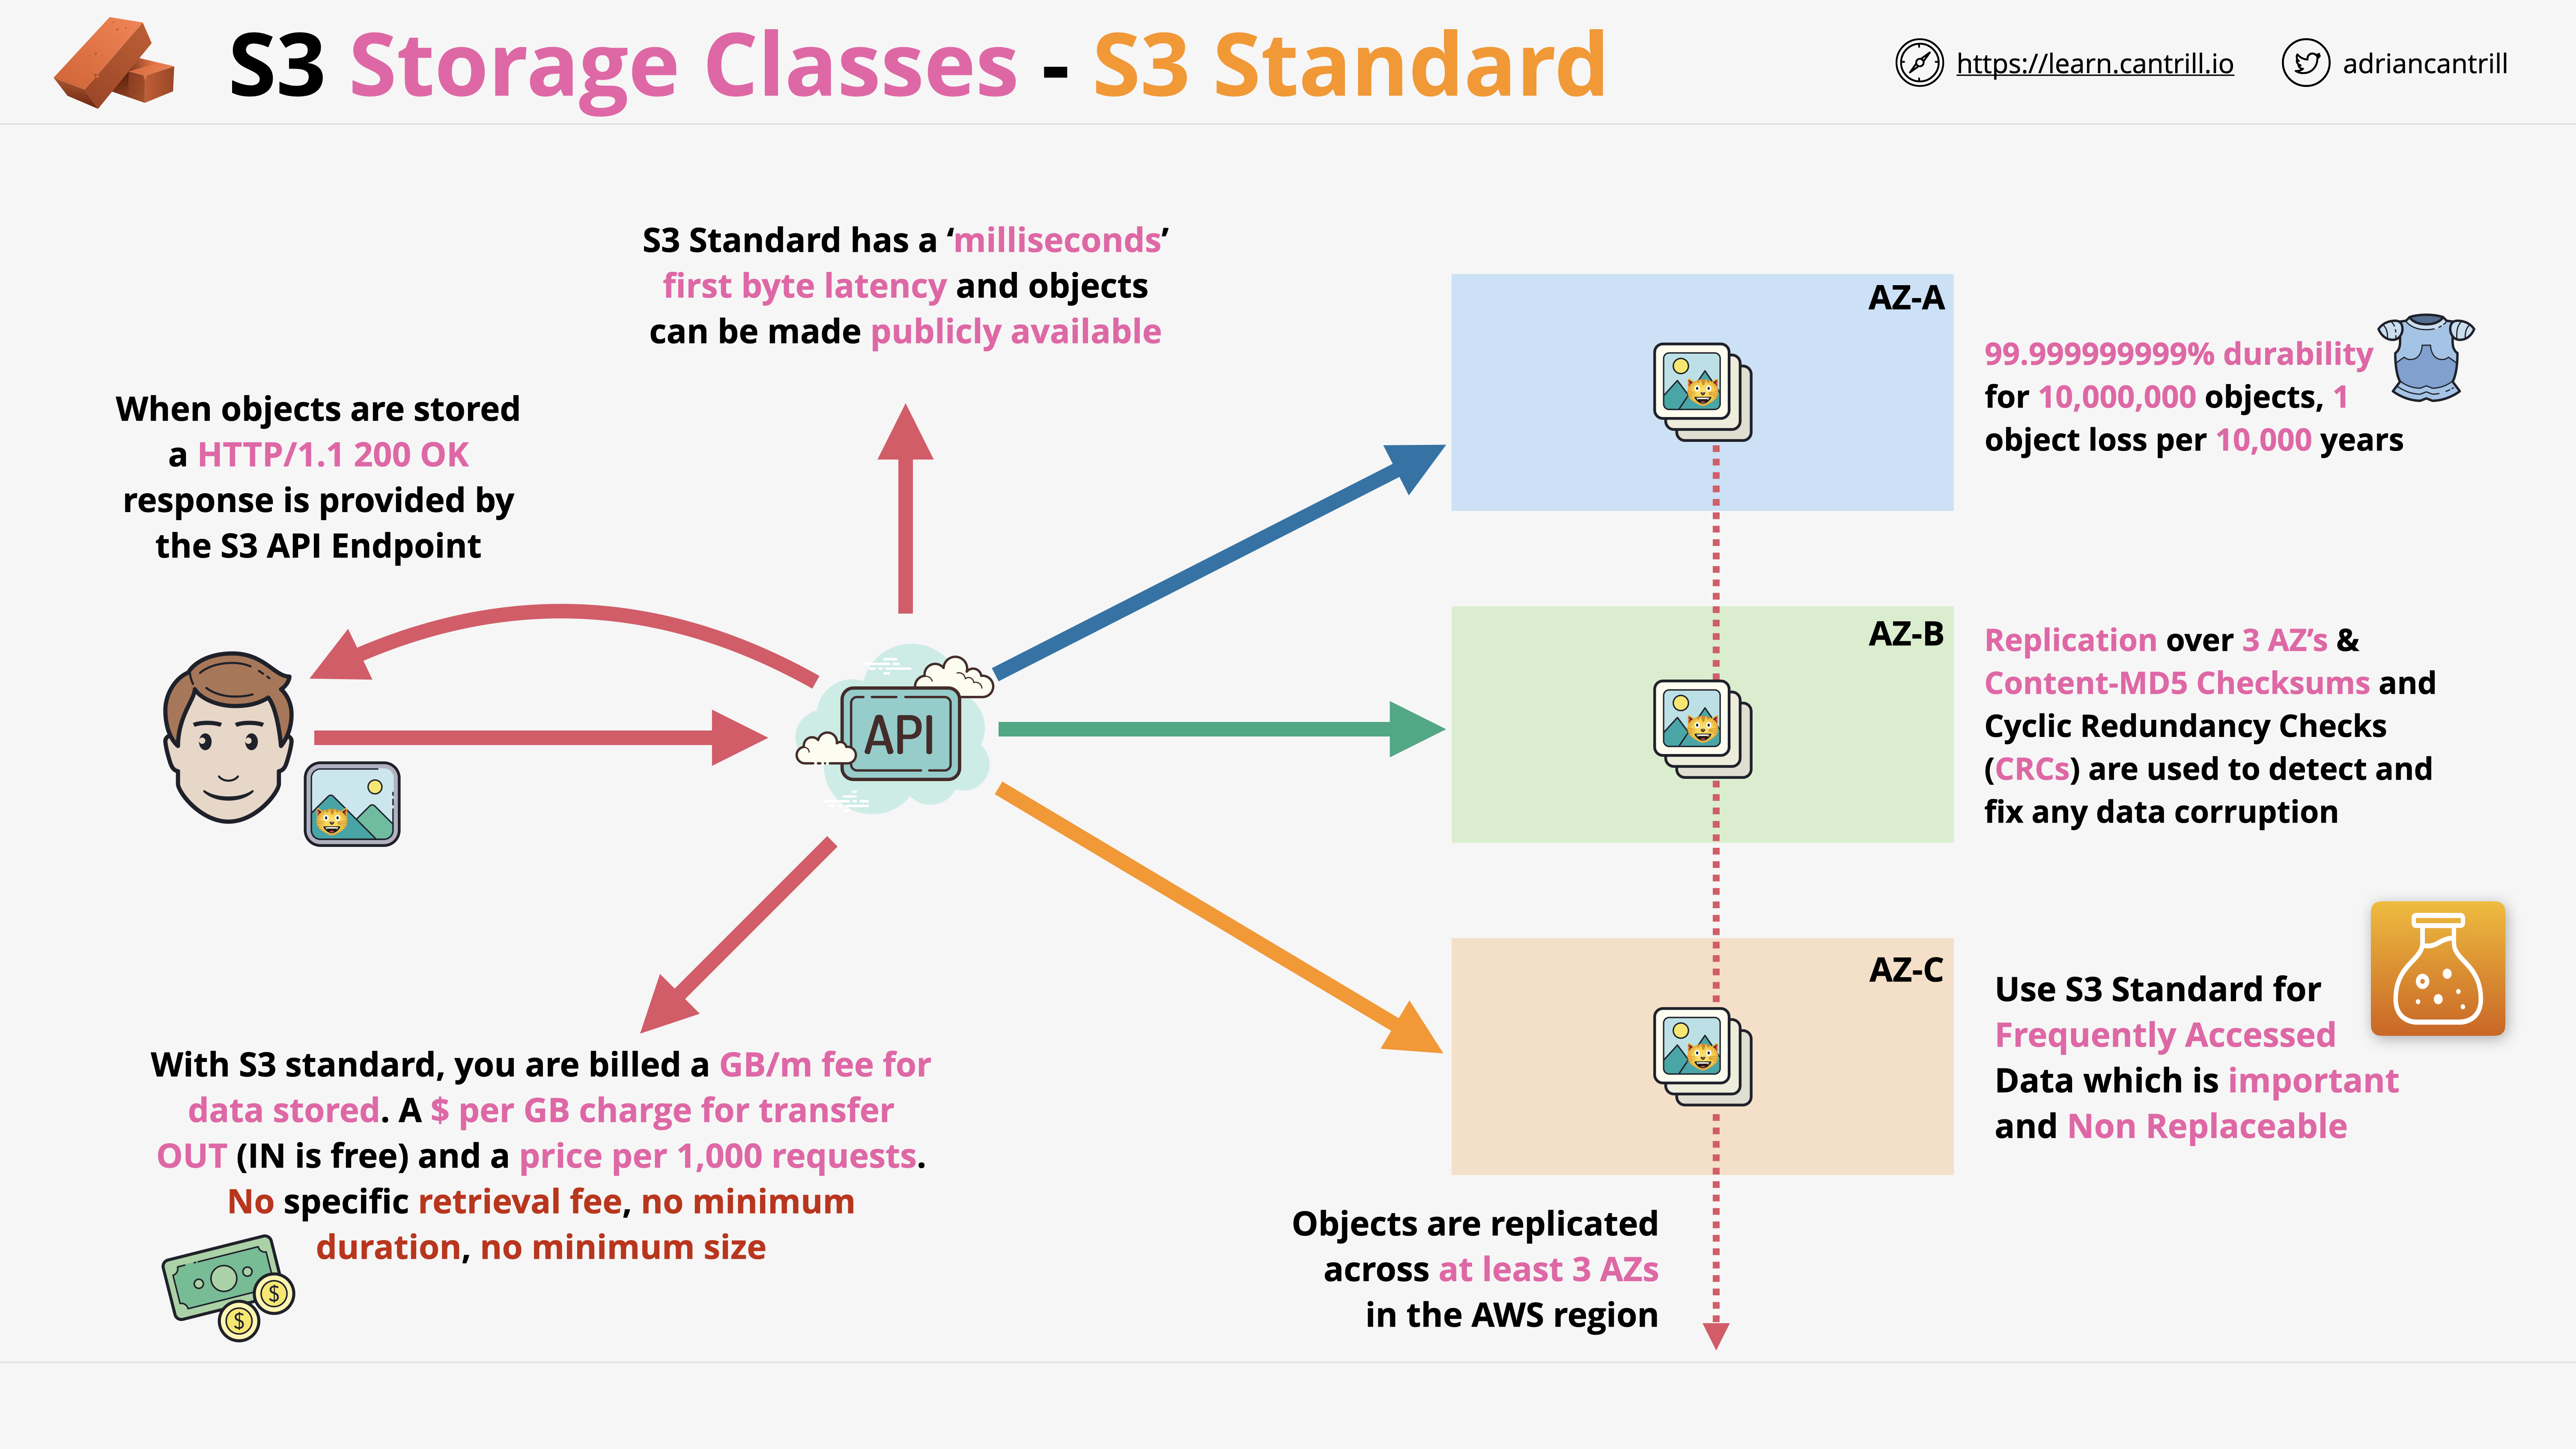 S3 Storage Classes - S3 Standard
https://learn.cantrill.io
adriancantrill
S3 Standard has a ‘milliseconds’
first byte latency and objects
can be made publicly available
When objects are stored
a HTTP/1.1 200 OK
response is provided by
the S3 API Endpoint
API
With S3 standard, you are billed a GB/m fee for
data stored. A $ per GB charge for transfer
OUT (IN is free) and a price per 1,000 requests.
No specific retrieval fee, no minimum
duration, no minimum size
$
$
AZ-A
99.999999999% durability
for 10,000,000 objects, 1
object loss per 10,000 years
AZ-B
Replication over 3 AZ’s &
Content-MD5 Checksums and
Cyclic Redundancy Checks
(CRCs) are used to detect and
fix any data corruption
AZ-C
Use S3 Standard for
Frequently Accessed
Data which is important
and Non Replaceable
Objects are replicated
across at least 3 AZs
in the AWS region